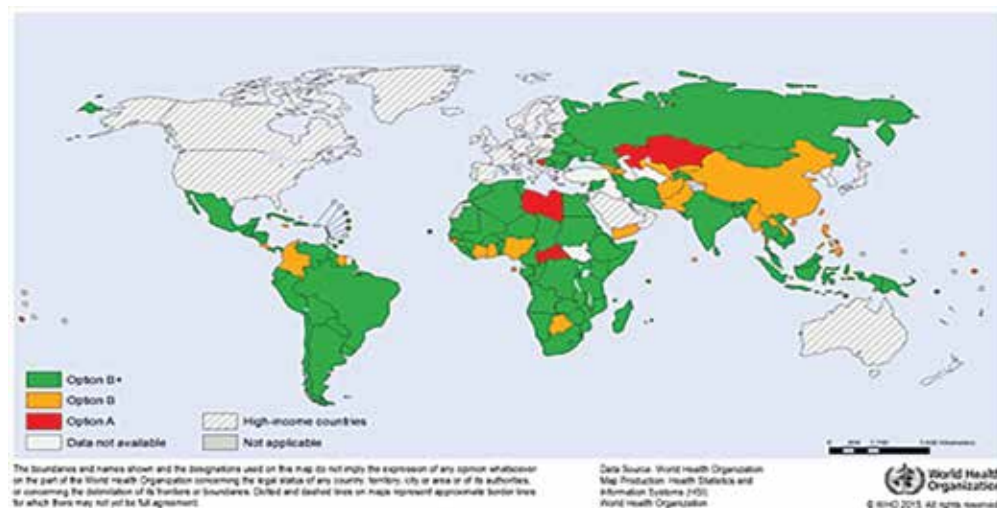 Option B+
Option B
Option A
Data not available
High-income countries
Not applicable
The boundaries and names shown and the designations used on this map do not imply the expression of any opinion whatsoever
on the part of the World Health Organization concerning the legal status of any country, territory, city or area or of its authorities,
or concerning the delimitation of its frontiers or boundaries. Dotted and dashed lines on maps represent approximate border lines
for which there may not yet be full agreement.
Data Source: World Health Organization
Map Production: Health Statistics and
Information Systems (HSI)
World Health Organization
World Health
Organization
© WHO 2015. All rights reserved.